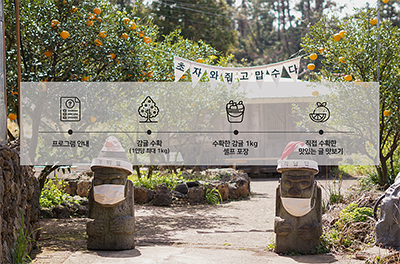 초자와줘고맙수다
프로그램 안내
감귤 수확
(1인당 최대 1kg)
수확한 감귤 1kg
셀프 포장
직접 수확한
맛있는 귤 맛보기